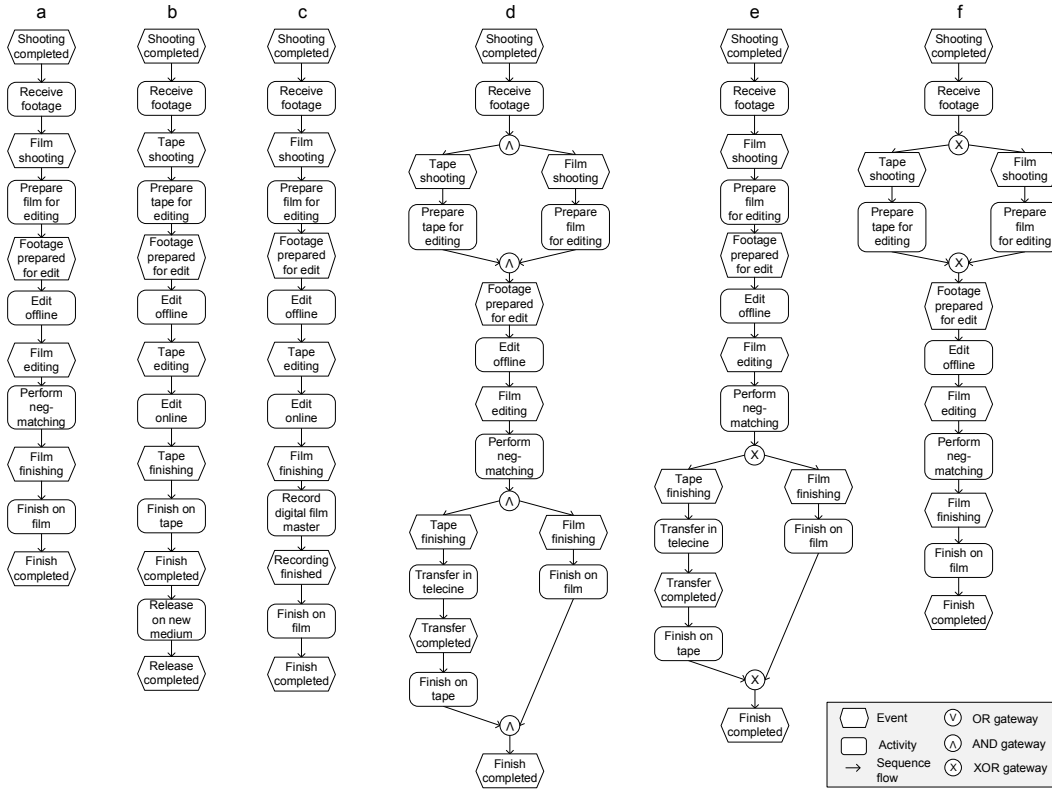 a
Shooting
completed
Receive
footage
Film
shooting
Prepare
film for
editing
Footage
prepared
for edit
Edit
offline
Film
editing
Perform
neg-
matching
Film
finishing
Finish on
film
Finish
completed
b
Shooting
completed
Receive
footage
Tape
shooting
Prepare
tape for
editing
Footage
prepared
for edit
Edit
offline
Tape
editing
Edit
online
Tape
finishing
Finish on
tape
Finish
completed
Release
on new
medium
Release
completed
c
Shooting
completed
Receive
footage
Film
shooting
Prepare
film for
editing
Footage
prepared
for edit
Edit
offline
Tape
editing
Edit
online
Film
finishing
Record
digital film
master
Recording
finished
Finish on
film
Finish
completed
d
Shooting
completed
Receive
footage
Λ
Tape
shooting
Film
shooting
Prepare
tape for
editing
Prepare
film
for editing
Λ
Footage
prepared
for edit
Edit
offline
Film
editing
Perform
neg-
matching
Λ
Tape
finishing
Film
finishing
Transfer in
telecine
Finish on
film
Transfer
completed
Finish on
tape
Λ
Finish
completed
e
Shooting
completed
Receive
footage
Film
shooting
Prepare
film
for editing
Footage
prepared
for edit
Edit
offline
Film
editing
Perform
neg-
matching
X
Tape
finishing
Film
finishing
Transfer in
telecine
Finish on
film
Transfer
completed
Finish on
tape
X
Finish
completed
f
Shooting
completed
Receive
footage
X
Tape
shooting
Film
shooting
Prepare
tape for
editing
Prepare
film
for editing
X
Footage
prepared
for edit
Edit
offline
Film
editing
Perform
neg-
matching
Film
finishing
Finish on
film
Finish
completed
Event
V OR gateway
Activity
Λ AND gateway
Sequence
flow
X XOR gateway